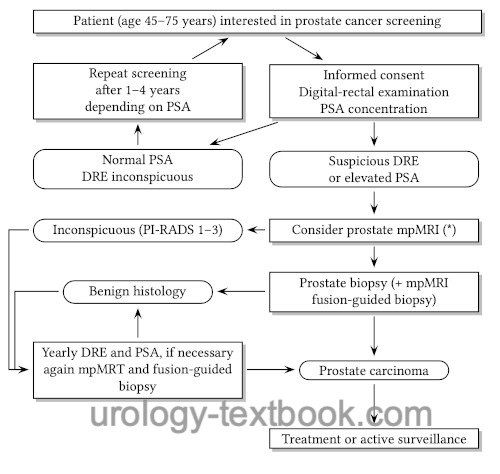 Patient (age 45–75 years) interested in prostate cancer screening
Repeat screening
after 1–4 years
depending on PSA
Informed consent
Digital-rectal examination
PSA concentration
Normal PSA
DRE inconspicuous
Suspicious DRE
or elevated PSA
Inconspicuous (PI-RADS 1–3)
Consider prostate mpMRI (*)
Benign histology
Prostate biopsy (+ mpMRI
fusion-guided biopsy)
Yearly DRE and PSA, if necessary
again mpMRT and fusion-guided
biopsy
Prostate carcinoma
urology-textbook.com
Treatment or active surveillance